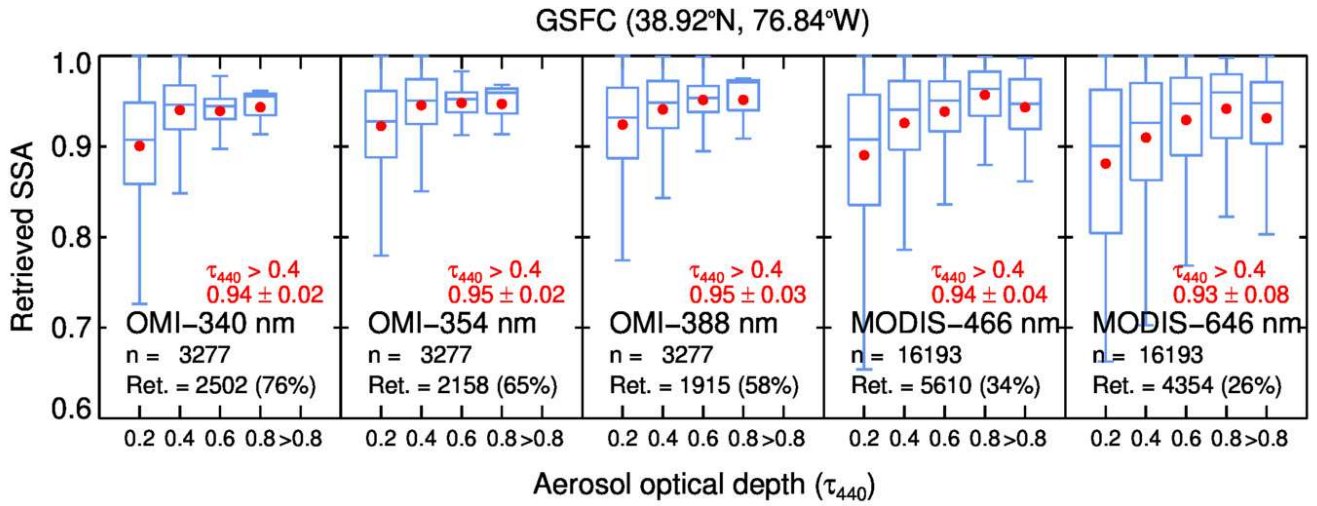 GSFC (38.92°N, 76.84°W)
Retrieved SSA
1.0
0.9
0.8
0.7
0.6
τ440 > 0.4
0.94 ± 0.02
OMI−340 nm
n = 3277
Ret. = 2502 (76%)
τ440 > 0.4
0.95 ± 0.02
OMI−354 nm
n = 3277
Ret. = 2158 (65%)
τ440 > 0.4
0.95 ± 0.03
OMI−388 nm
n = 3277
Ret. = 1915 (58%)
τ440 > 0.4
0.94 ± 0.04
MODIS−466 nm
n = 16193
Ret. = 5610 (34%)
τ440 > 0.4
0.93 ± 0.08
MODIS−646 nm
n = 16193
Ret. = 4354 (26%)
0.2 0.4 0.6 0.8 >0.8 0.2 0.4 0.6 0.8 >0.8 0.2 0.4 0.6 0.8 >0.8 0.2 0.4 0.6 0.8 >0.8 0.2 0.4 0.6 0.8 >0.8
Aerosol optical depth (τ440)